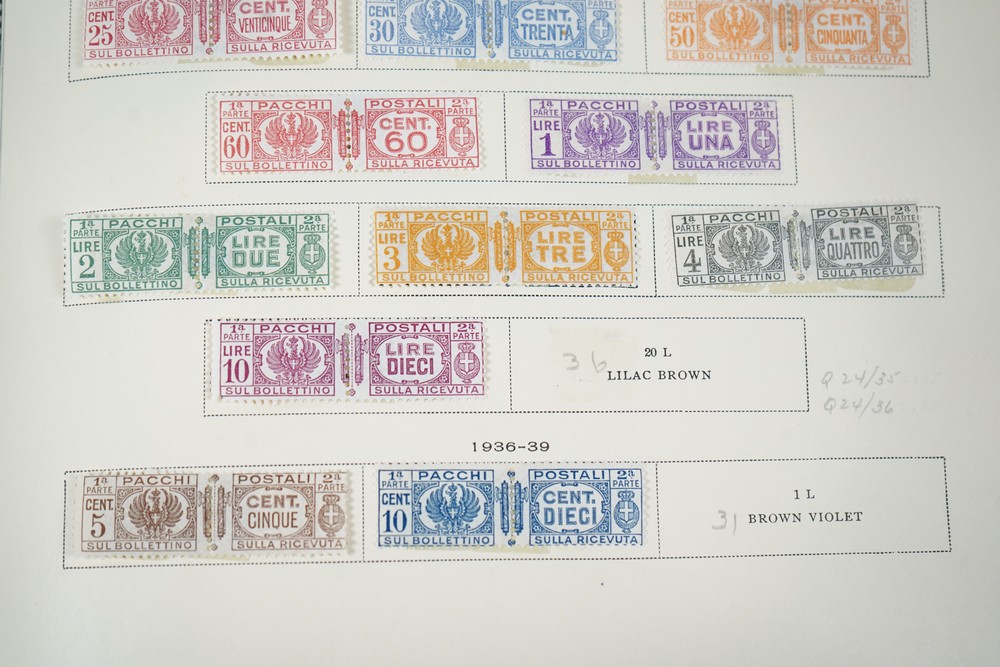 25 CENT. VENTICINQUE
SUL BOLLETTINO SULLA RICEVUTA
30 CENT. TRENTA
SUL BOLLETTINO SULLA RICEVUTA
50 CENT. CINQUANTA
SUL BOLLETTINO SULLA RICEVUTA
1ª PARTE PACCHI POSTALI 2ª PARTE
CENT. 60 CENT. 60
SUL BOLLETTINO SULLA RICEVUTA
1ª PARTE PACCHI POSTALI 2ª PARTE
LIRE 1 LIRE UNA
SUL BOLLETTINO SULLA RICEVUTA
1ª PARTE PACCHI POSTALI 2ª PARTE
LIRE 2 LIRE DUE
SUL BOLLETTINO SULLA RICEVUTA
1ª PARTE PACCHI POSTALI 2ª PARTE
LIRE 3 LIRE TRE
SUL BOLLETTINO SULLA RICEVUTA
1ª PARTE PACCHI POSTALI 2ª PARTE
LIRE 4 LIRE QUATTRO
SUL BOLLETTINO SULLA RICEVUTA
1ª PARTE PACCHI POSTALI 2ª PARTE
LIRE 10 LIRE DIECI
SUL BOLLETTINO SULLA RICEVUTA
20 L
36 LILAC BROWN
Q 24/35
Q24/36
1936-39
1ª PARTE PACCHI POSTALI 2ª PARTE
CENT. 5 CENT. CINQUE
SUL BOLLETTINO SULLA RICEVUTA
1ª PARTE PACCHI POSTALI 2ª PARTE
CENT. 10 CENT. DIECI
SUL BOLLETTINO SULLA RICEVUTA
1 L
31 BROWN VIOLET